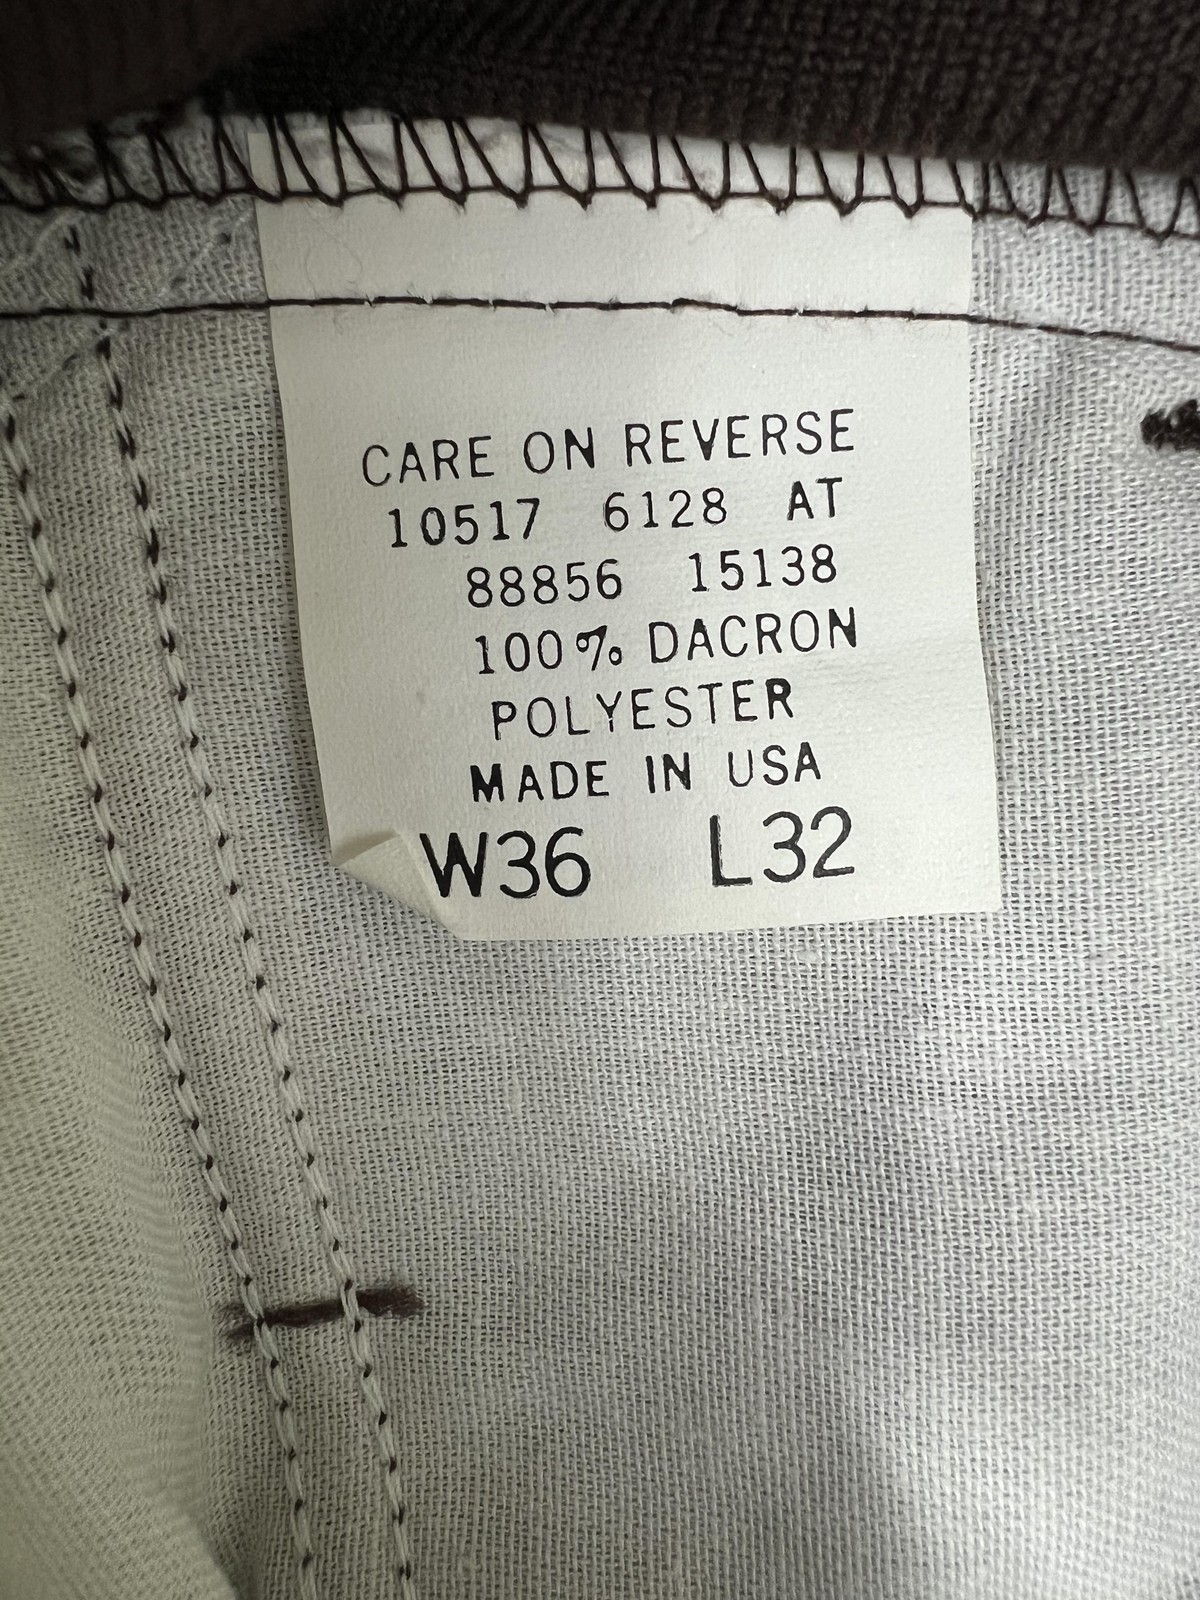 CARE ON REVERSE
10517 6128 AT
88856 15138
100% DACRON
POLYESTER
MADE IN USA
W36 L32